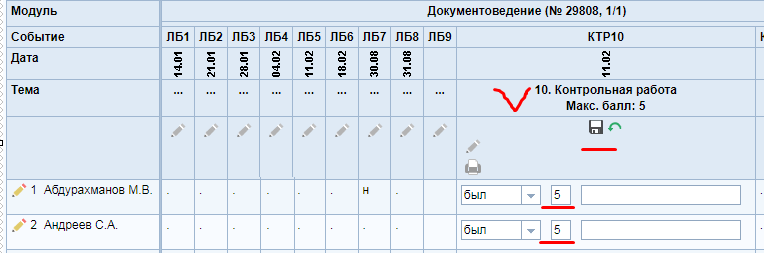 Модуль Документоведение (№ 29808, 1/1)
Событие ЛБ1 ЛБ2 ЛБ3 ЛБ4 ЛБ5 ЛБ6 ЛБ7 ЛБ8 ЛБ9 КТР10
Дата 14.01 21.01 28.01 04.02 11.02 18.02 30.08 31.08 11.02
Тема ... ... ... ... ... ... ... ... ... 10. Контрольная работа
Макс. балл: 5
1 Абдурахманов М.В. . . . . . . н . был 5
2 Андреев С.А. . . . . . . . . был 5